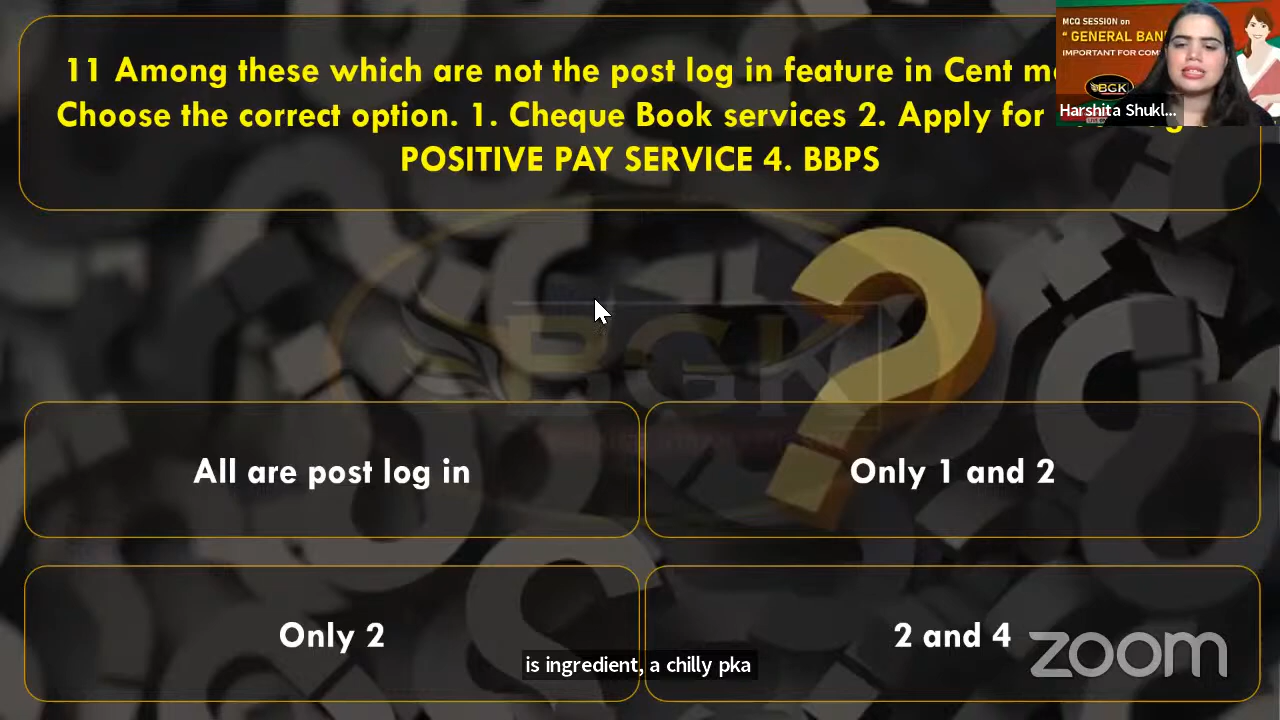 11 Among these which are not the post log in feature in Cent
Choose the correct option. 1. Cheque Book services 2. Apply for
POSITIVE PAY SERVICE 4. BBPS
MCQ SESSION on
" GENERAL BAN
IMPORTANT FOR COM
BGK
Harshita Shukl...
BGK
All are post log in
Only 1 and 2
Only 2
2 and 4
zoom
is ingredient, a chilly pka